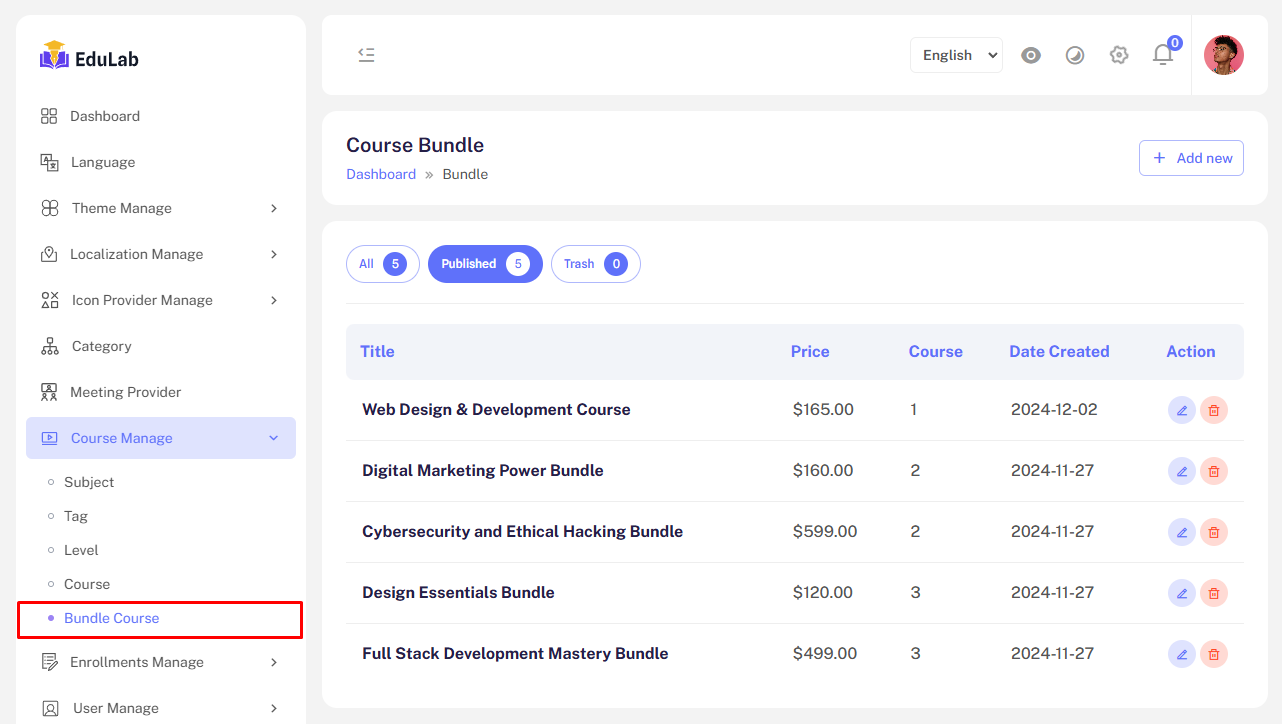 EduLab
Dashboard
Language
Theme Manage
Localization Manage
Icon Provider Manage
Category
Meeting Provider
Course Manage
Subject
Tag
Level
Course
Bundle Course
Enrollments Manage
User Manage
English
0
Course Bundle
Dashboard » Bundle
+ Add new
All 5 Published 5 Trash 0
Title Price Course Date Created Action
Web Design & Development Course $165.00 1 2024-12-02
Digital Marketing Power Bundle $160.00 2 2024-11-27
Cybersecurity and Ethical Hacking Bundle $599.00 2 2024-11-27
Design Essentials Bundle $120.00 3 2024-11-27
Full Stack Development Mastery Bundle $499.00 3 2024-11-27